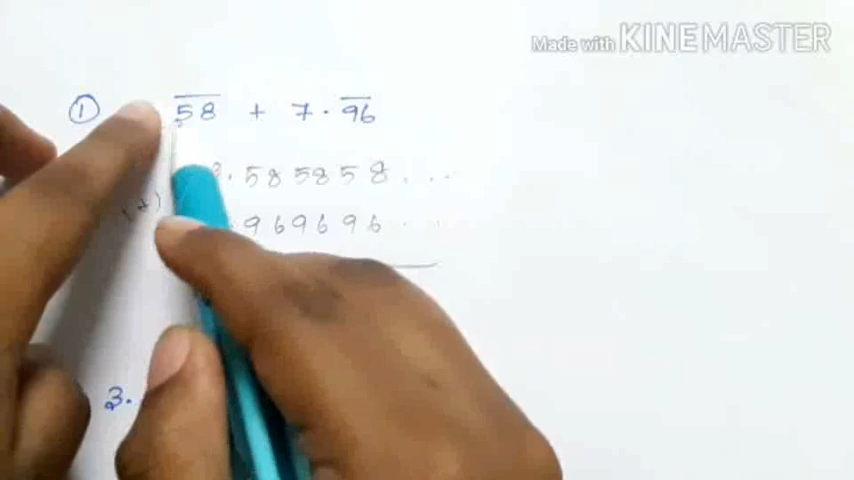 Made with KINEMASTER
① 58̅ + 7.96̅
.585858...
(+) .969696...
3.